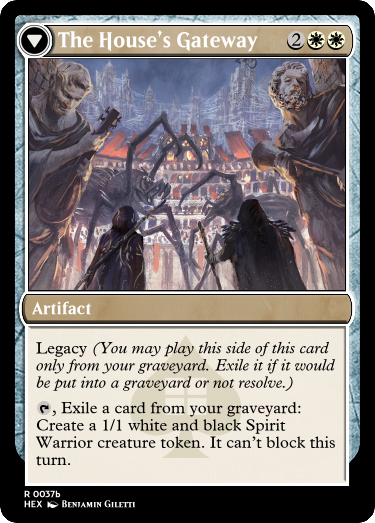 The House's Gateway 2
Artifact
Legacy (You may play this side of this card
only from your graveyard. Exile it if it would
be put into a graveyard or not resolve.)
, Exile a card from your graveyard:
Create a 1/1 white and black Spirit
Warrior creature token. It can't block this
turn.
R 0037b
HEX Benjamin Giletti